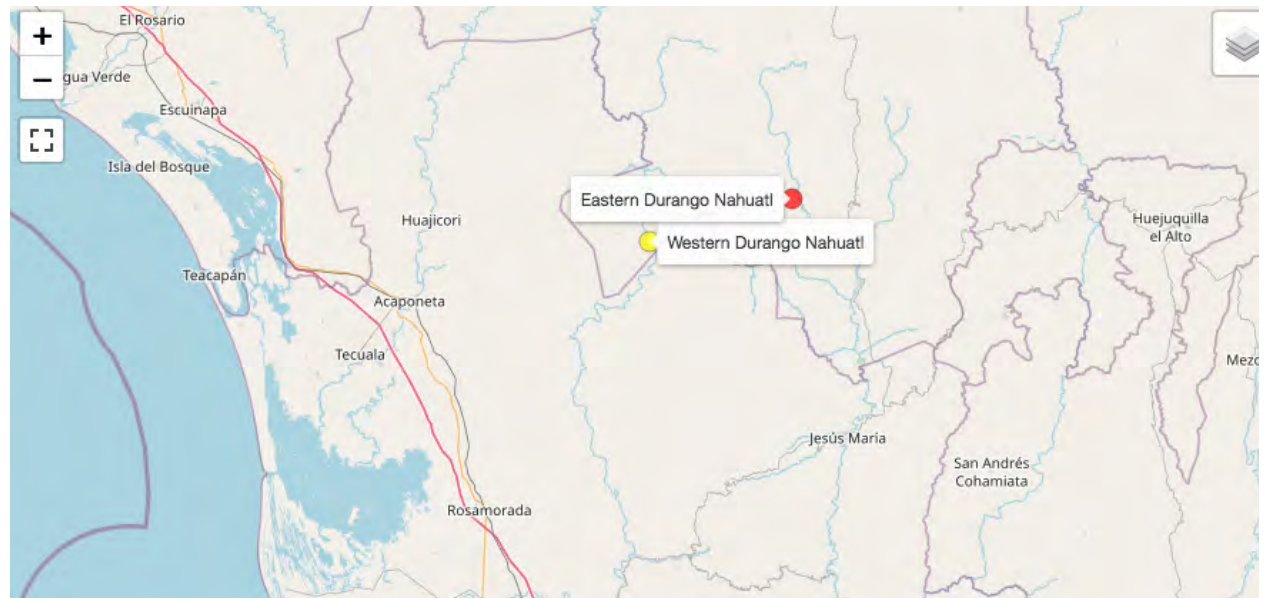 El Rosario
+
−
gua Verde
Escuinapa
Isla del Bosque
Eastern Durango Nahuatl
Huajicori
Huejuquilla
el Alto
Western Durango Nahuatl
Teacapán
Acaponeta
Tecuala
Mezq
Jesús María
San Andrés
Cohamiata
Rosamorada